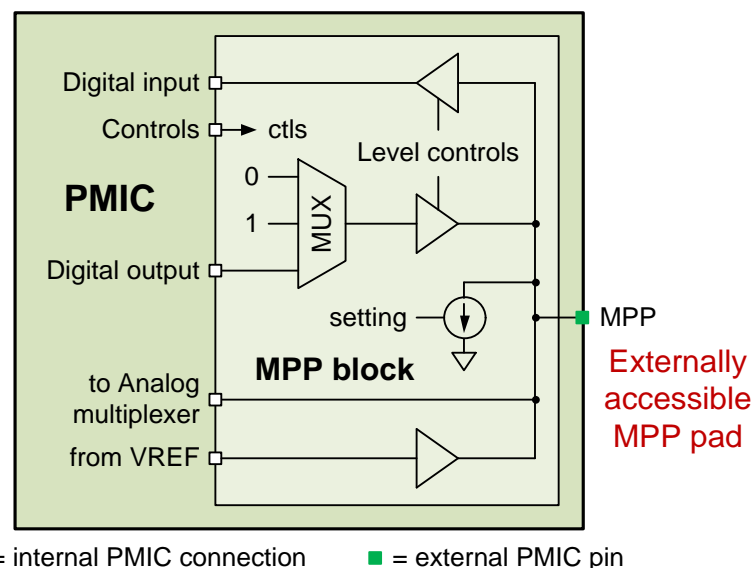 Digital input
Controls
ctls
Level controls
0
PMIC
1
MUX
Digital output
setting
MPP
MPP block
Externally
accessible
MPP pad
to Analog
multiplexer
from VREF
= internal PMIC connection
= external PMIC pin